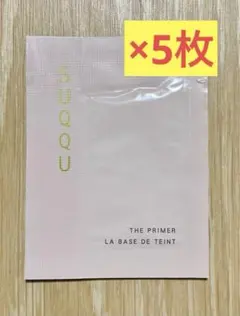 ×5枚
SUQQU
THE PRIMER
LA BASE DE TEINT